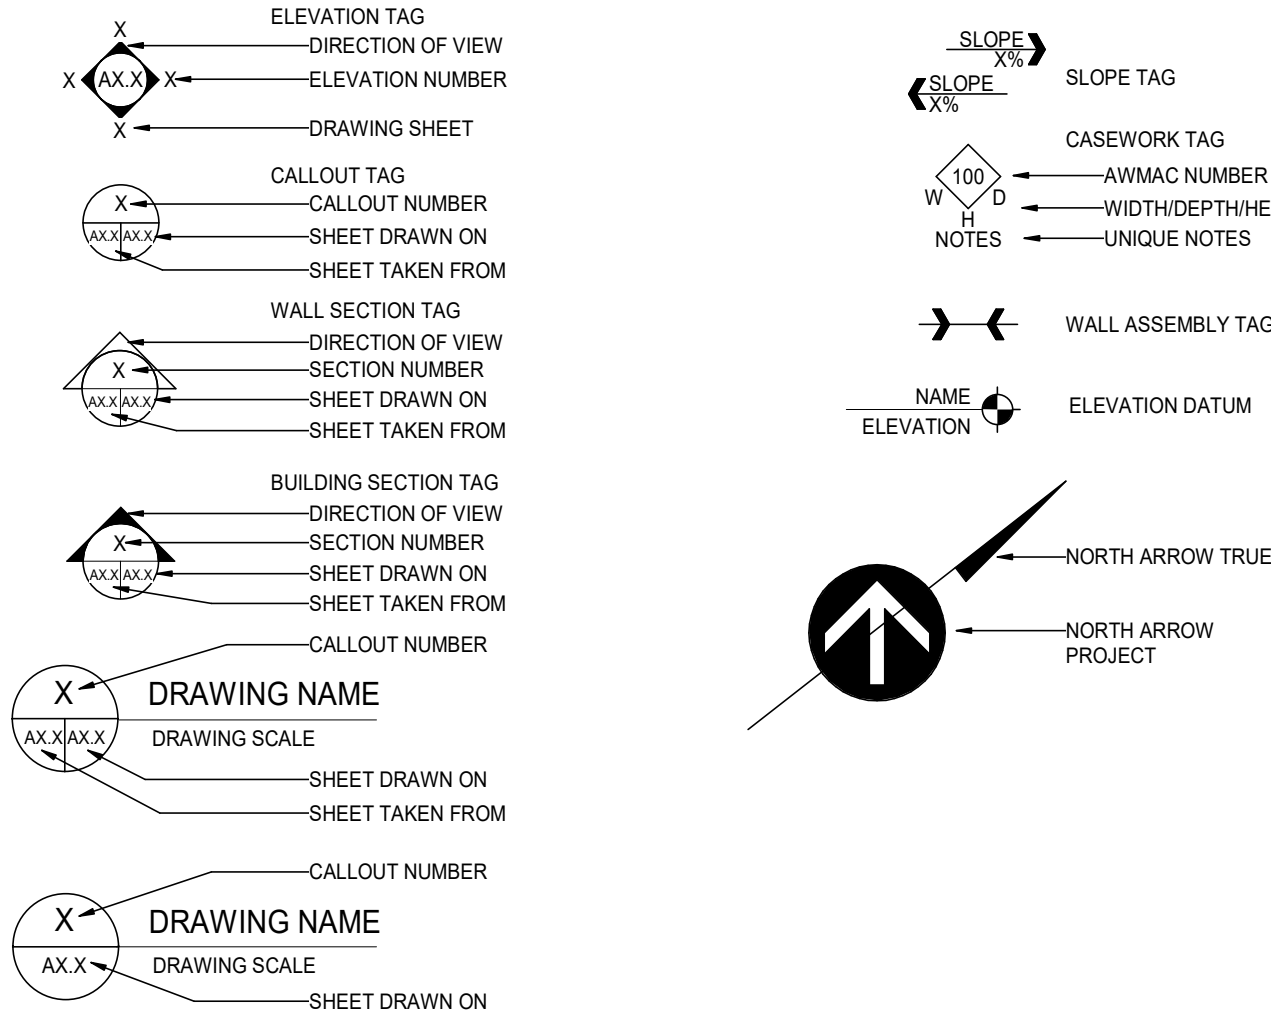 ELEVATION TAG
X
DIRECTION OF VIEW
X AX.X X
ELEVATION NUMBER
X
DRAWING SHEET
CALLOUT TAG
X
CALLOUT NUMBER
AX.X AX.X
SHEET DRAWN ON
SHEET TAKEN FROM
WALL SECTION TAG
DIRECTION OF VIEW
X
SECTION NUMBER
AX.X AX.X
SHEET DRAWN ON
SHEET TAKEN FROM
BUILDING SECTION TAG
DIRECTION OF VIEW
X
SECTION NUMBER
AX.X AX.X
SHEET DRAWN ON
SHEET TAKEN FROM
CALLOUT NUMBER
X
DRAWING NAME
AX.X AX.X
DRAWING SCALE
SHEET DRAWN ON
SHEET TAKEN FROM
CALLOUT NUMBER
X
DRAWING NAME
AX.X
DRAWING SCALE
SHEET DRAWN ON
SLOPE
X%
SLOPE
X%
SLOPE TAG
CASEWORK TAG
100
AWMAC NUMBER
W D
H
WIDTH/DEPTH/HE
NOTES
UNIQUE NOTES
WALL ASSEMBLY TAG
NAME
ELEVATION
ELEVATION DATUM
NORTH ARROW TRUE
NORTH ARROW
PROJECT